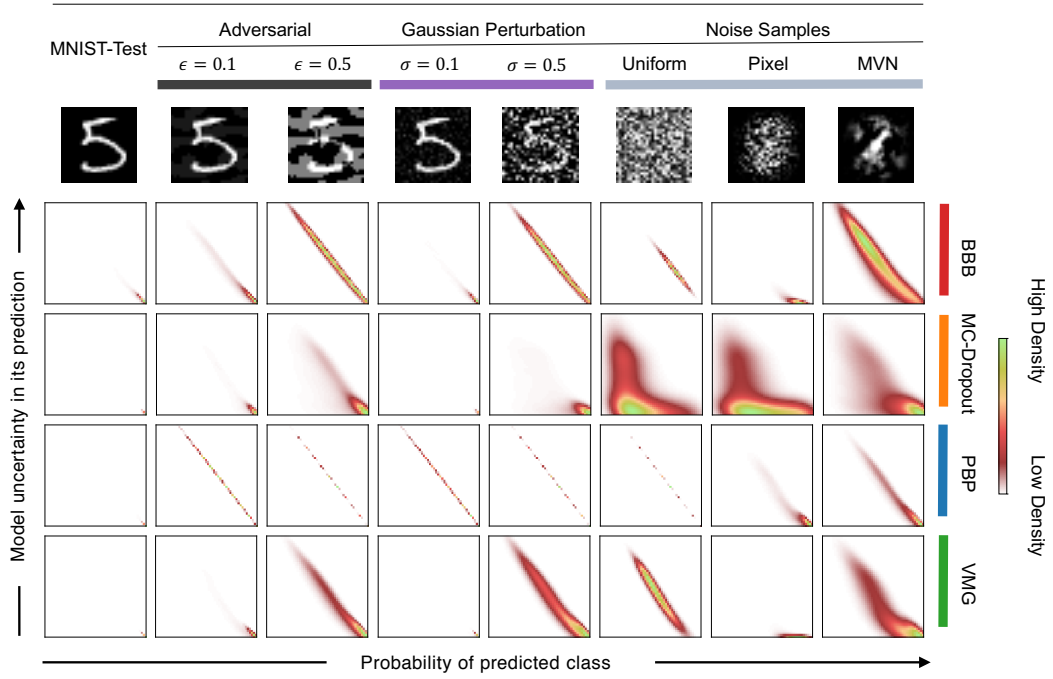 MNIST-Test
Adversarial
Gaussian Perturbation
Noise Samples
ϵ = 0.1
ϵ = 0.5
σ = 0.1
σ = 0.5
Uniform
Pixel
MVN
Model uncertainty in its prediction
BBB
MC-Dropout
PBP
VMG
High Density
Low Density
Probability of predicted class